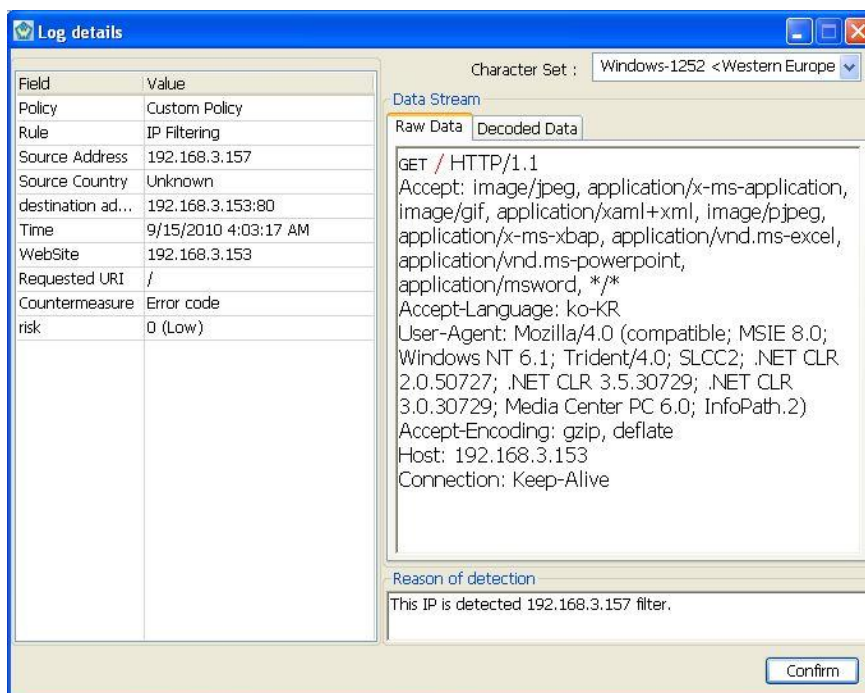 Log details
Character Set :
Windows-1252 <Western Europe
Field Value
Policy Custom Policy
Rule IP Filtering
Source Address 192.168.3.157
Source Country Unknown
destination ad... 192.168.3.153:80
Time 9/15/2010 4:03:17 AM
WebSite 192.168.3.153
Requested URI /
Countermeasure Error code
risk 0 (Low)
Data Stream
Raw Data Decoded Data
GET / HTTP/1.1
Accept: image/jpeg, application/x-ms-application,
image/gif, application/xaml+xml, image/pjpeg,
application/x-ms-xbap, application/vnd.ms-excel,
application/vnd.ms-powerpoint,
application/msword, */*
Accept-Language: ko-KR
User-Agent: Mozilla/4.0 (compatible; MSIE 8.0;
Windows NT 6.1; Trident/4.0; SLCC2; .NET CLR
2.0.50727; .NET CLR 3.5.30729; .NET CLR
3.0.30729; Media Center PC 6.0; InfoPath.2)
Accept-Encoding: gzip, deflate
Host: 192.168.3.153
Connection: Keep-Alive
Reason of detection
This IP is detected 192.168.3.157 filter.
Confirm